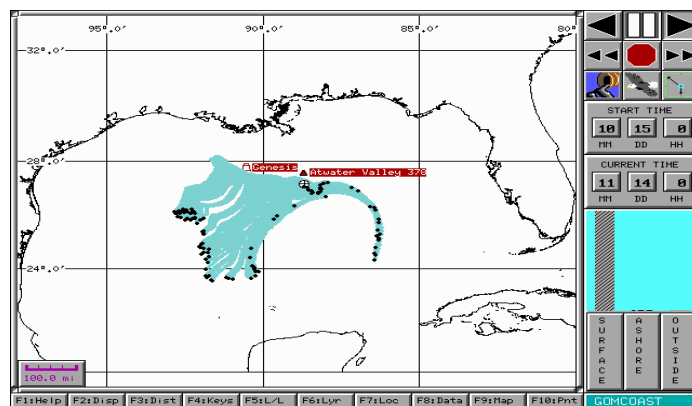 95°.0' 90°.0' 85°.0' 80°
32°.0'
28°.0'
24°.0'
Genesis
Atwater Valley 378
100.0 mi
START TIME
10 15 0
MM DD HH
CURRENT TIME
11 14 0
MM DD HH
SURFACE
ASHORE
OUTSIDE
F1:Help F2:Disp F3:Dist F4:Keys F5:L/L F6:Lyr F7:Loc F8:Data F9:Map F10:Pnt
GOMCOAST